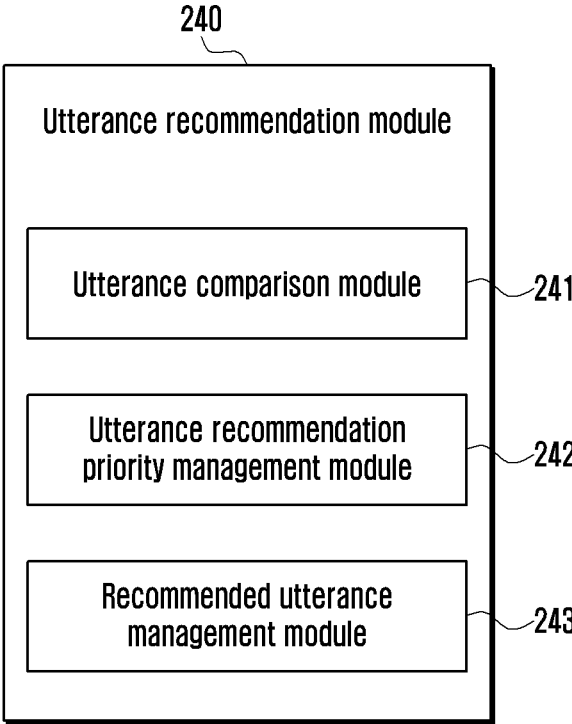 240
Utterance recommendation module
Utterance comparison module
241
Utterance recommendation
priority management module
242
Recommended utterance
management module
243